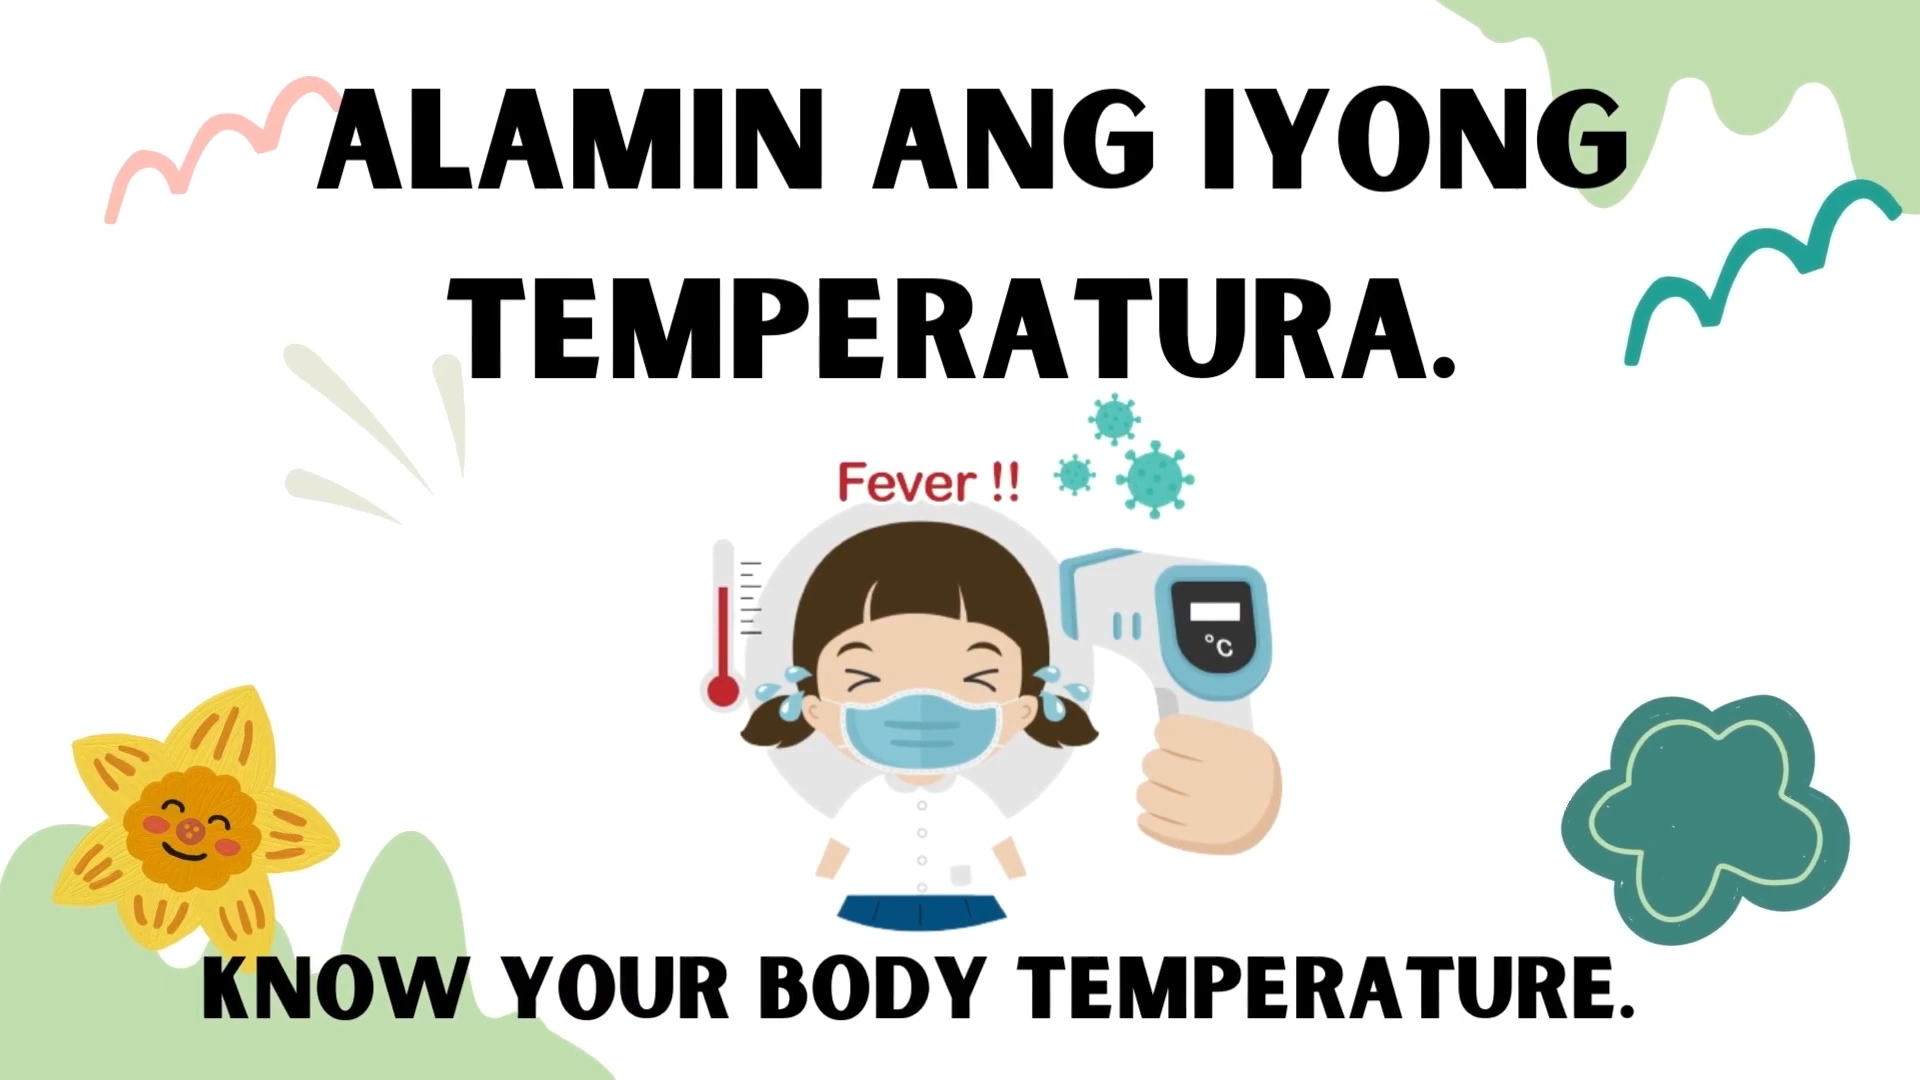 ALAMIN ANG IYONG
TEMPERATURA.
Fever !!
°C
KNOW YOUR BODY TEMPERATURE.